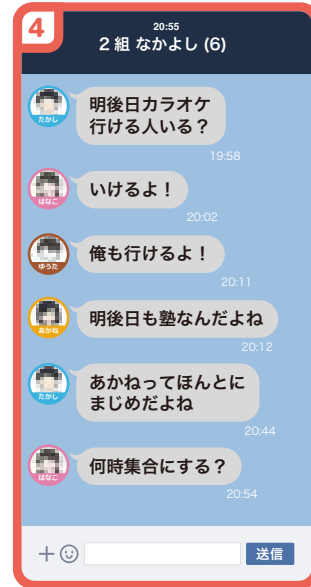 4
20:55
2組 なかよし (6)
明後日カラオケ
行ける人いる？
たかし
19:58
いけるよ！
はなこ
20:02
俺も行けるよ！
ゆうた
20:11
明後日も塾なんだよね
あかね
20:12
あかねってほんとに
まじめだよね
たかし
20:44
何時集合にする？
はなこ
20:54
送信